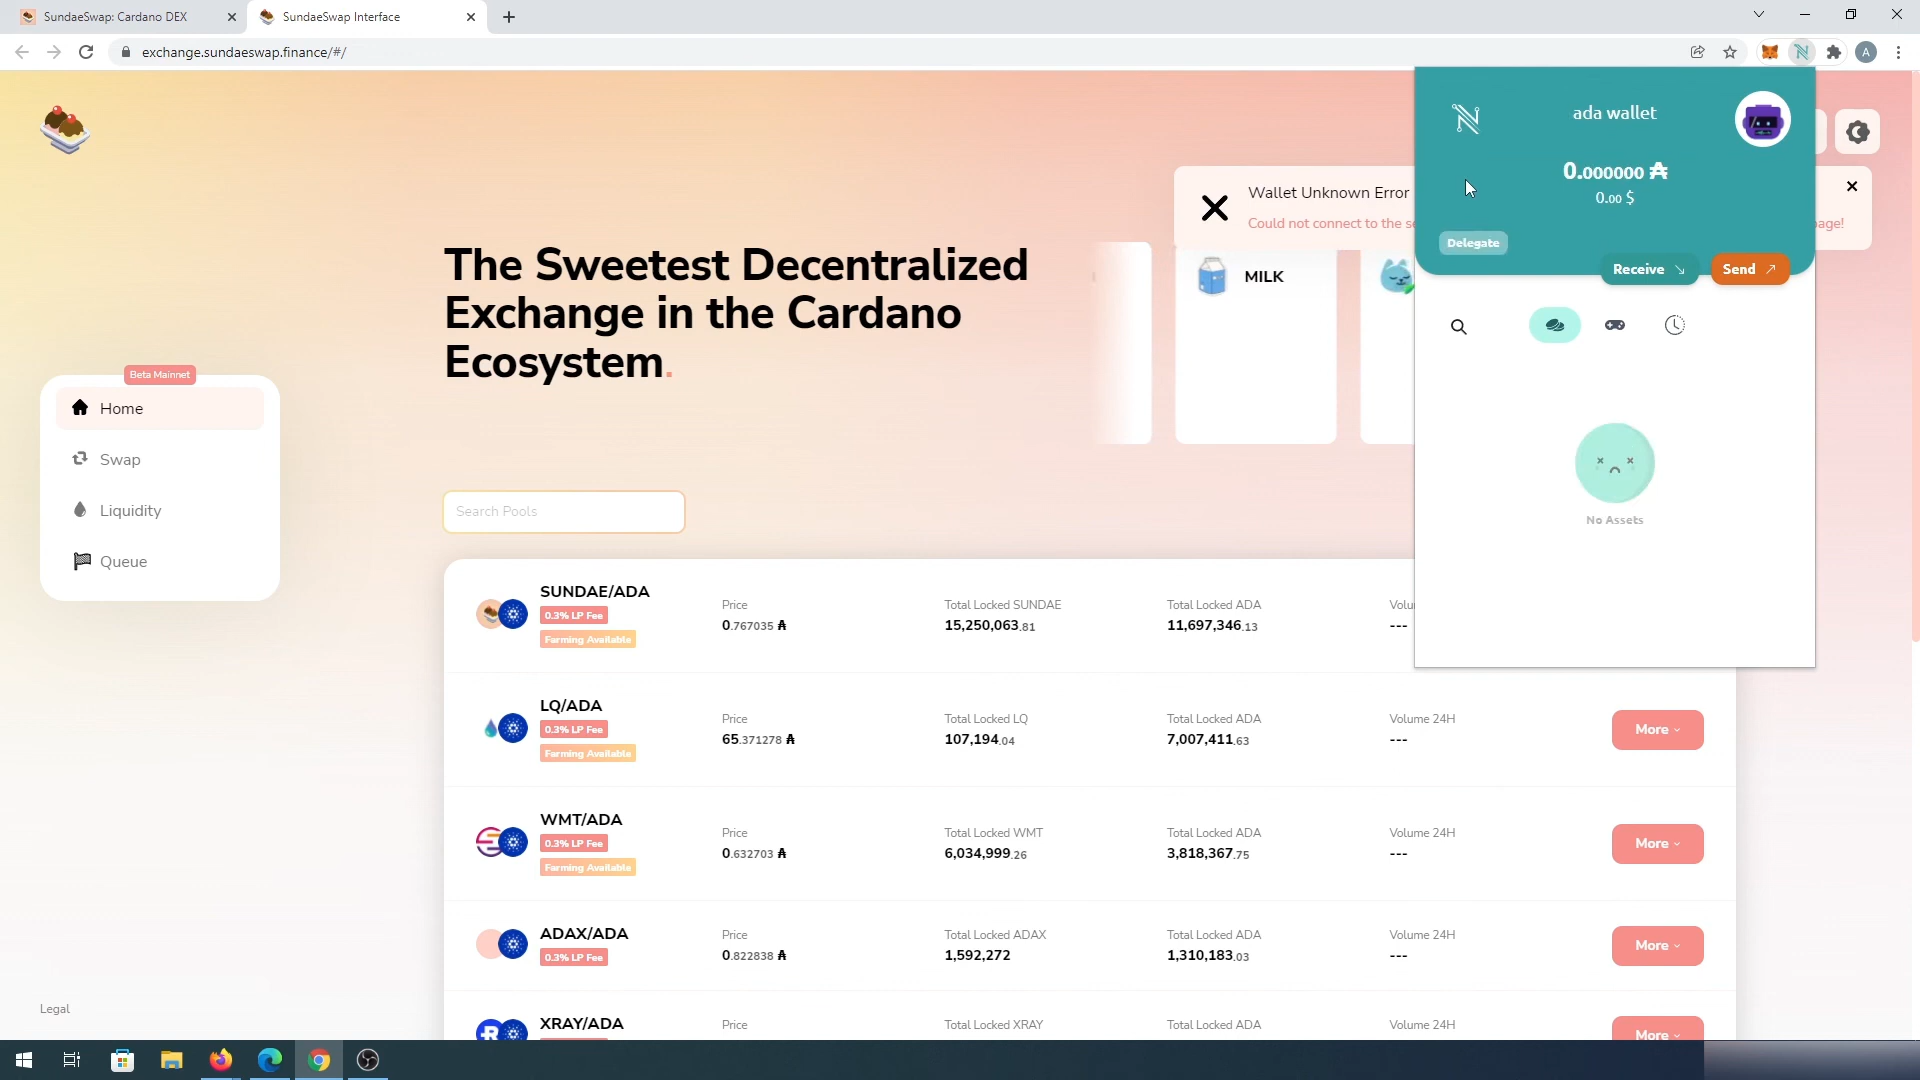 SundaeSwap: Cardano DEX
SundaeSwap Interface
exchange.sundaeswap.finance/#/
A
ada wallet
0.000000 ₳
0.00 $
Delegate
Receive
Send
No Assets
Wallet Unknown Error
Could not connect to the
page!
The Sweetest Decentralized
Exchange in the Cardano
Ecosystem.
MILK
Beta Mainnet
Home
Swap
Liquidity
Queue
Legal
Search Pools
SUNDAE/ADA
0.3% LP Fee
Farming Available
Price
0.767035 ₳
Total Locked SUNDAE
15,250,063.81
Total Locked ADA
11,697,346.13
Volu
---
LQ/ADA
0.3% LP Fee
Farming Available
Price
65.371278 ₳
Total Locked LQ
107,194.04
Total Locked ADA
7,007,411.63
Volume 24H
---
More
WMT/ADA
0.3% LP Fee
Farming Available
Price
0.632703 ₳
Total Locked WMT
6,034,999.26
Total Locked ADA
3,818,367.75
Volume 24H
---
More
ADAX/ADA
0.3% LP Fee
Price
0.822838 ₳
Total Locked ADAX
1,592,272
Total Locked ADA
1,310,183.03
Volume 24H
---
More
XRAY/ADA
Price
Total Locked XRAY
Total Locked ADA
Volume 24H
More